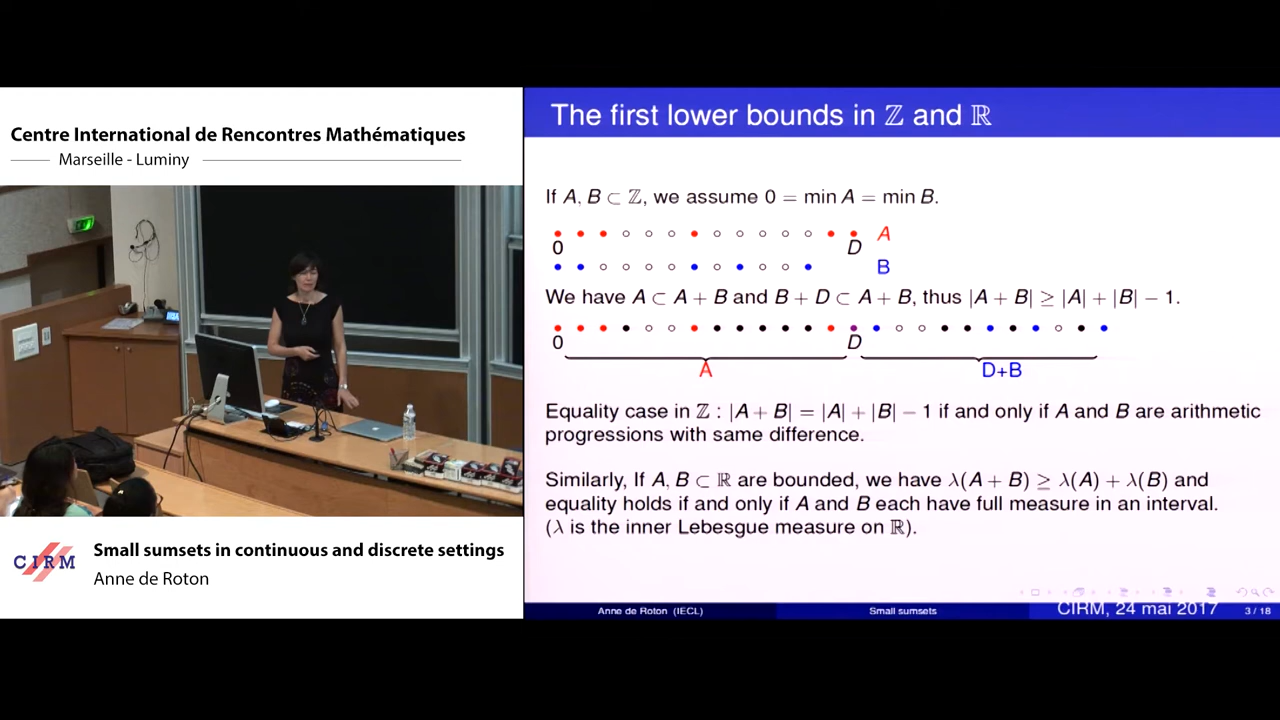 Centre International de Rencontres Mathématiques
Marseille - Luminy
CIRM
Small sumsets in continuous and discrete settings
Anne de Roton
The first lower bounds in ℤ and ℝ
If A, B ⊂ ℤ, we assume 0 = min A = min B.
A
0 D
B
We have A ⊂ A + B and B + D ⊂ A + B, thus |A + B| ≥ |A| + |B| − 1.
0 D
A D+B
Equality case in ℤ : |A + B| = |A| + |B| − 1 if and only if A and B are arithmetic
progressions with same difference.
Similarly, If A, B ⊂ ℝ are bounded, we have λ(A + B) ≥ λ(A) + λ(B) and
equality holds if and only if A and B each have full measure in an interval.
(λ is the inner Lebesgue measure on ℝ).
Anne de Roton (IECL) Small sumsets CIRM, 24 mai 2017 3 / 18